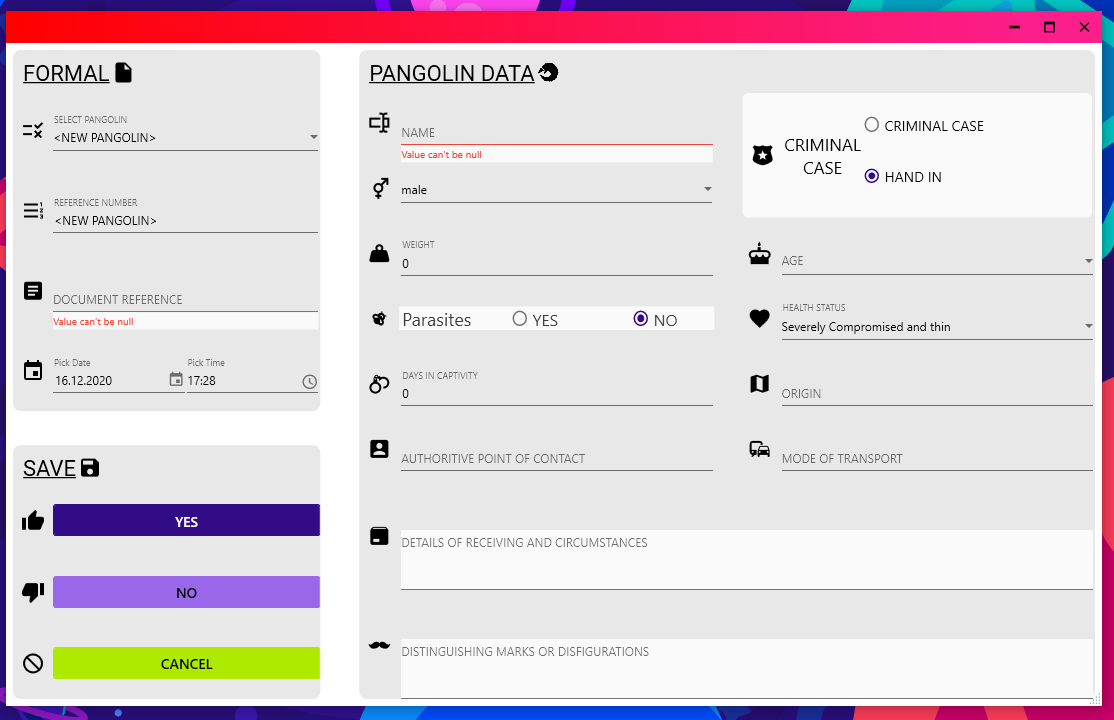 FORMAL
SELECT PANGOLIN
<NEW PANGOLIN>
REFERENCE NUMBER
<NEW PANGOLIN>
DOCUMENT REFERENCE
Value can't be null
Pick Date
Pick Time
16.12.2020
17:28
SAVE
YES
NO
CANCEL
PANGOLIN DATA
NAME
Value can't be null
male
WEIGHT
0
Parasites
YES
NO
DAYS IN CAPTIVITY
0
AUTHORITIVE POINT OF CONTACT
CRIMINAL
CASE
CRIMINAL CASE
HAND IN
AGE
HEALTH STATUS
Severely Compromised and thin
ORIGIN
MODE OF TRANSPORT
DETAILS OF RECEIVING AND CIRCUMSTANCES
DISTINGUISHING MARKS OR DISFIGURATIONS